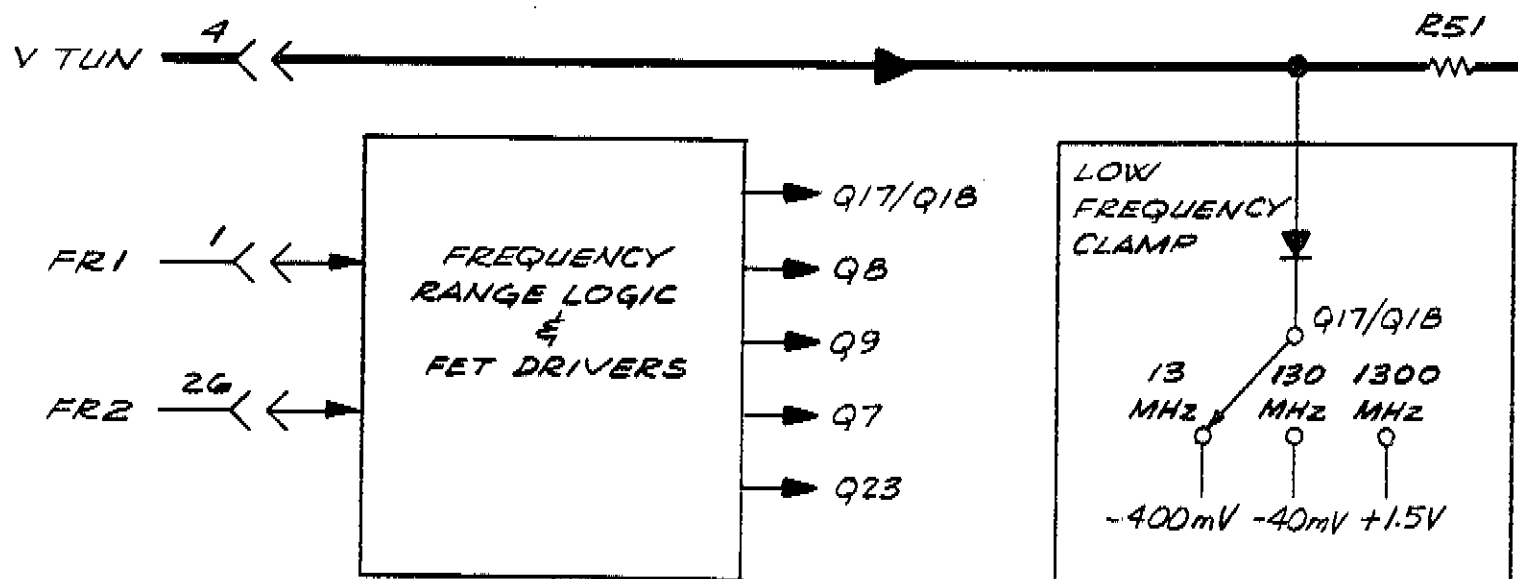 V TUN
4
R51
FR1
1
FR2
26
FREQUENCY
RANGE LOGIC
&
FET DRIVERS
Q17/Q18
Q8
Q9
Q7
Q23
LOW
FREQUENCY
CLAMP
Q17/Q18
13 130 1300
MHz MHz MHz
-400mV -40mV +1.5V